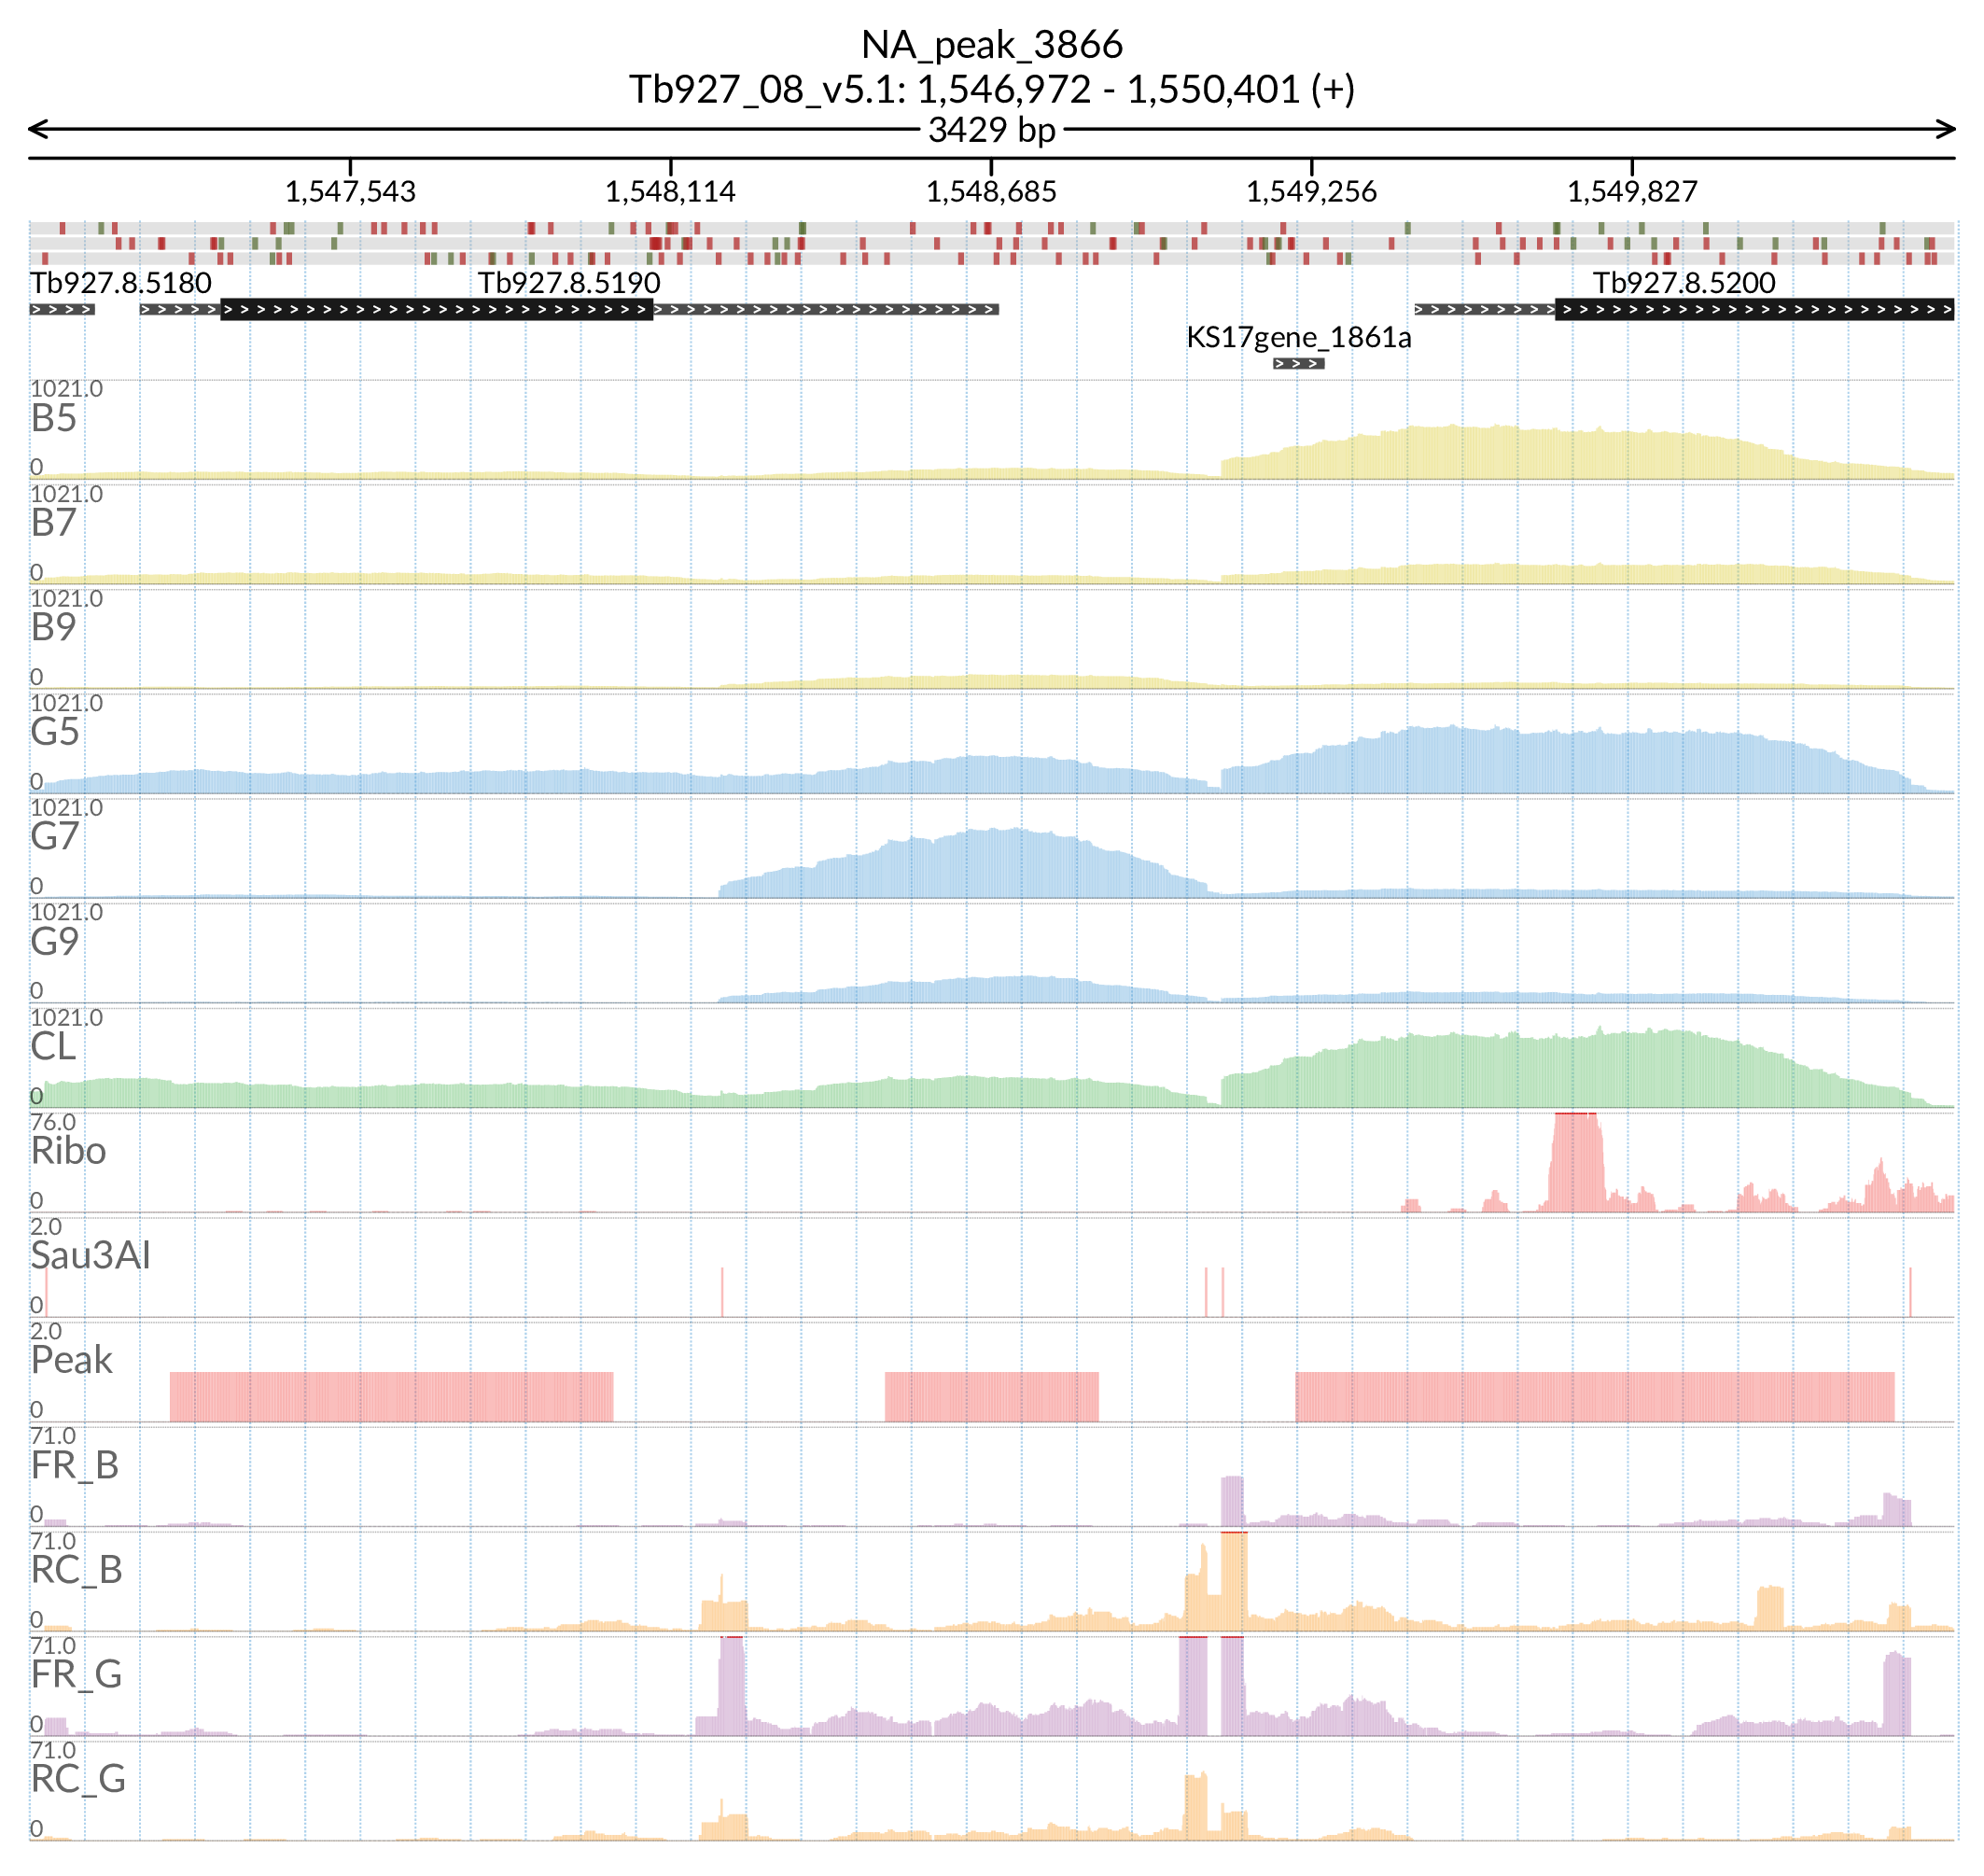 NA_peak_3866
Tb927_08_v5.1: 1,546,972 - 1,550,401 (+)
3429 bp
1,547,543 1,548,114 1,548,685 1,549,256 1,549,827
Tb927.8.5180 Tb927.8.5190 Tb927.8.5200
KS17gene_1861a
1021.0
B5
0
1021.0
B7
0
1021.0
B9
0
1021.0
G5
0
1021.0
G7
0
1021.0
G9
0
1021.0
CL
0
76.0
Ribo
0
2.0
Sau3AI
0
2.0
Peak
0
71.0
FR_B
0
71.0
RC_B
0
71.0
FR_G
0
71.0
RC_G
0